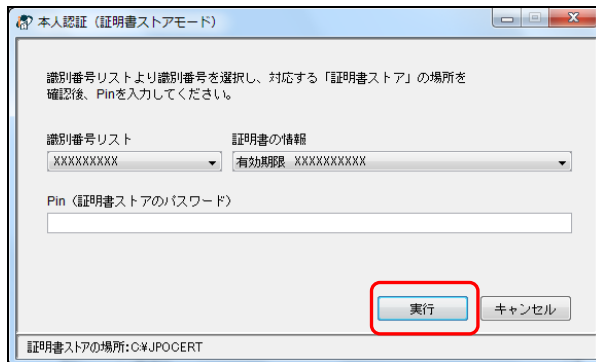 本人認証（証明書ストアモード）
識別番号リストより識別番号を選択し、対応する「証明書ストア」の場所を
確認後、Pinを入力してください。
識別番号リスト 証明書の情報
XXXXXXXXX 有効期限 XXXXXXXXXX
Pin（証明書ストアのパスワード）
実行 キャンセル
証明書ストアの場所:C:¥JPOCERT